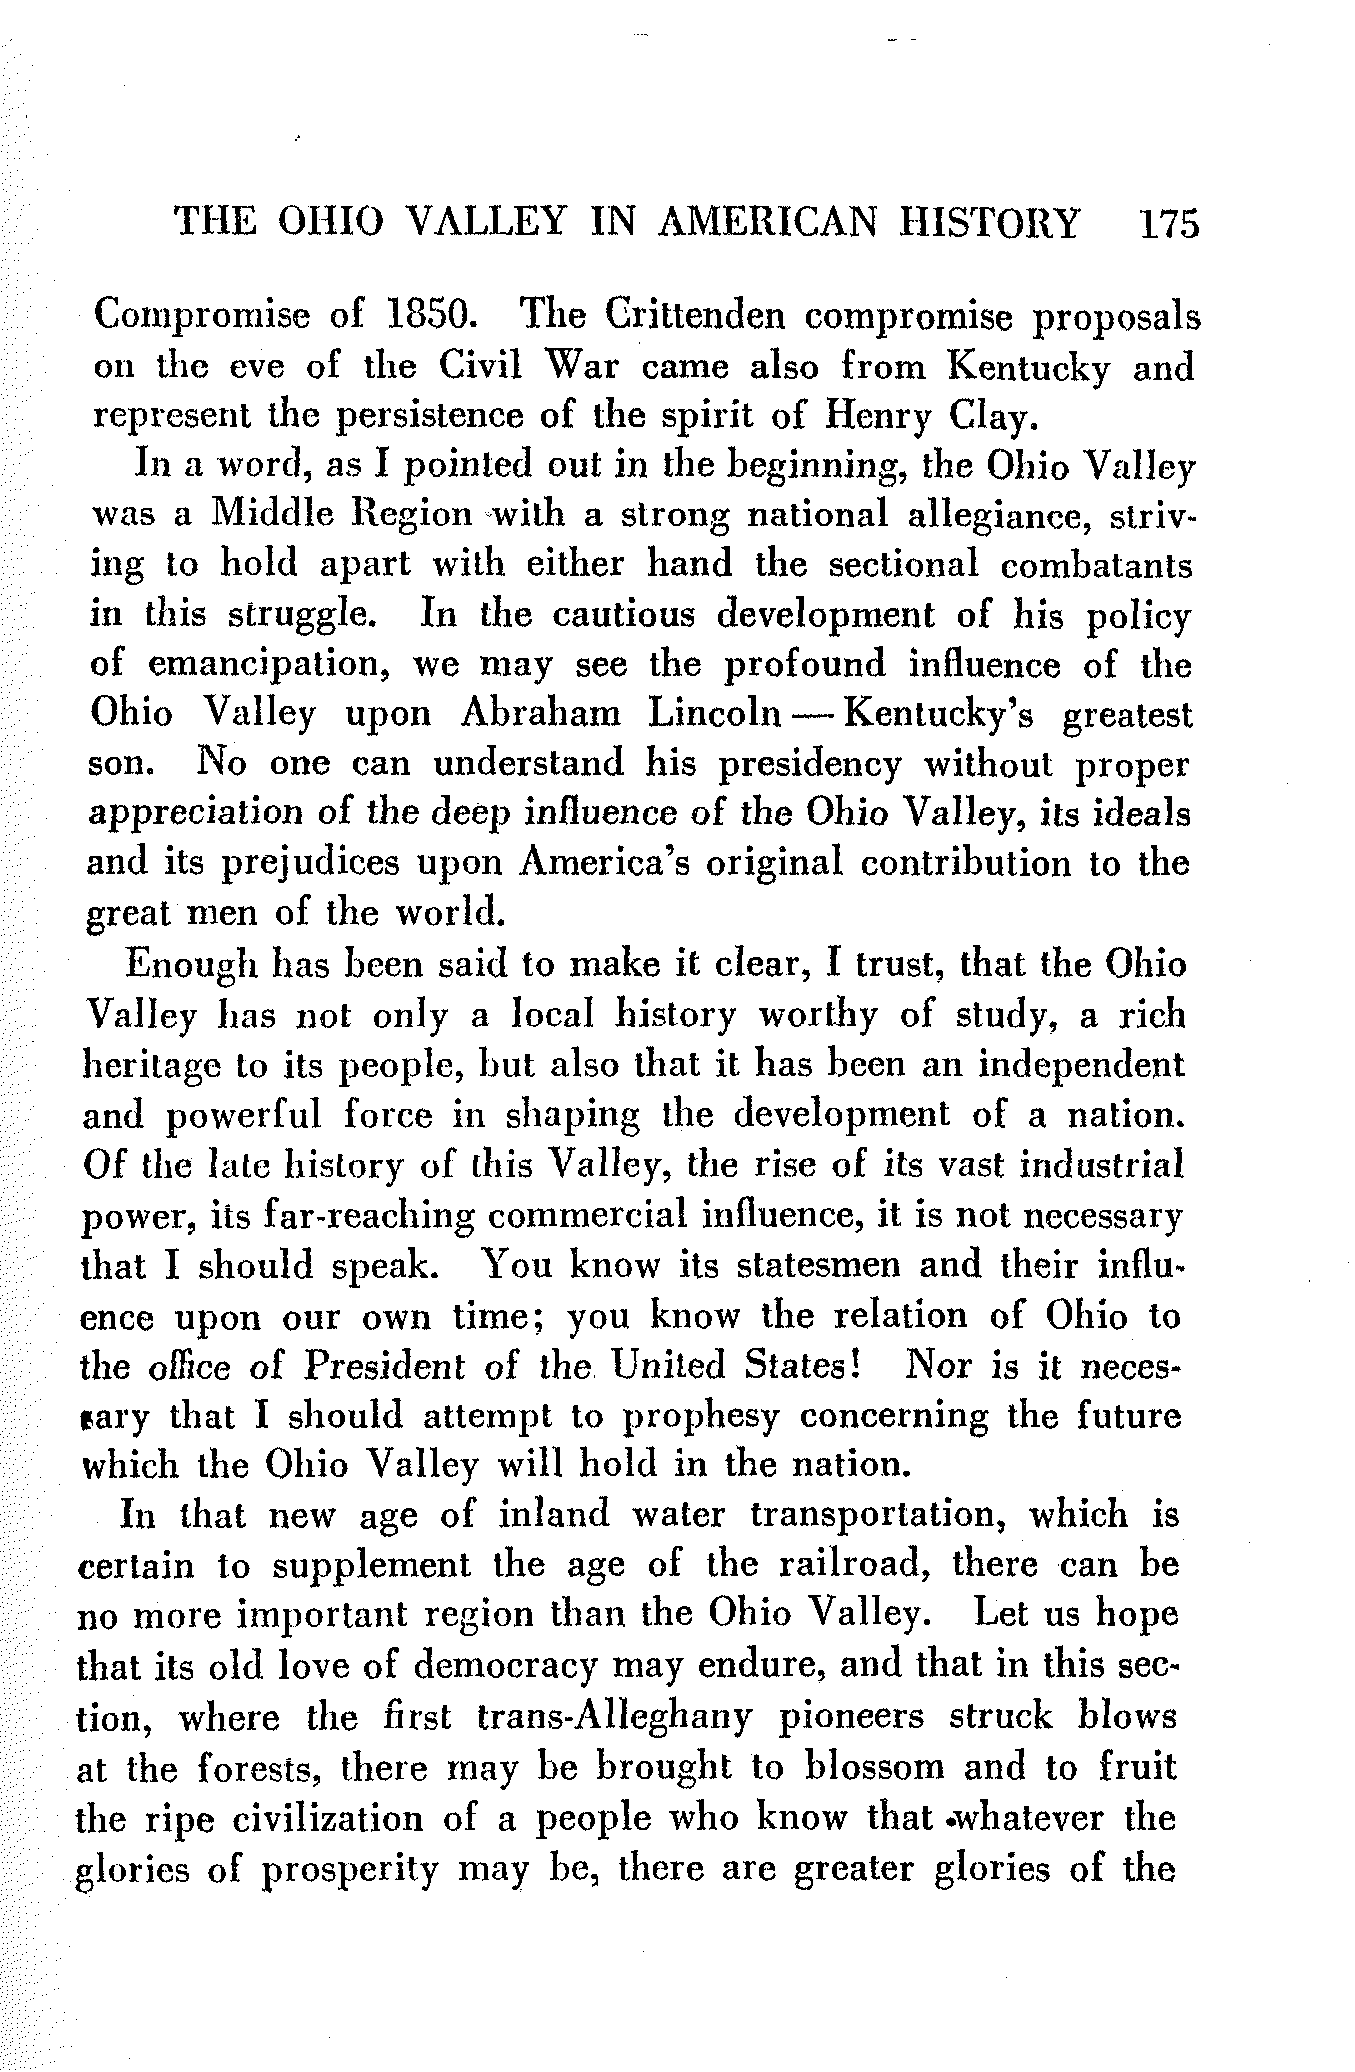 THE OHIO VALLEY IN AMERICAN HISTORY 175
Compromise of 1850. The Crittenden compromise proposals
on the eve of the Civil War came also from Kentucky and
represent the persistence of the spirit of Henry Clay.
In a word, as I pointed out in the beginning, the Ohio Valley
was a Middle Region with a strong national allegiance, striv-
ing to hold apart with either hand the sectional combatants
in this struggle. In the cautious development of his policy
of emancipation, we may see the profound influence of the
Ohio Valley upon Abraham Lincoln — Kentucky's greatest
son. No one can understand his presidency without proper
appreciation of the deep influence of the Ohio Valley, its ideals
and its prejudices upon America's original contribution to the
great men of the world.
Enough has been said to make it clear, I trust, that the Ohio
Valley has not only a local history worthy of study, a rich
heritage to its people, but also that it has been an independent
and powerful force in shaping the development of a nation.
Of the late history of this Valley, the rise of its vast industrial
power, its far-reaching commercial influence, it is not necessary
that I should speak. You know its statesmen and their influ-
ence upon our own time; you know the relation of Ohio to
the office of President of the United States! Nor is it neces-
sary that I should attempt to prophesy concerning the future
which the Ohio Valley will hold in the nation.
In that new age of inland water transportation, which is
certain to supplement the age of the railroad, there can be
no more important region than the Ohio Valley. Let us hope
that its old love of democracy may endure, and that in this sec-
tion, where the first trans-Alleghany pioneers struck blows
at the forests, there may be brought to blossom and to fruit
the ripe civilization of a people who know that whatever the
glories of prosperity may be, there are greater glories of the